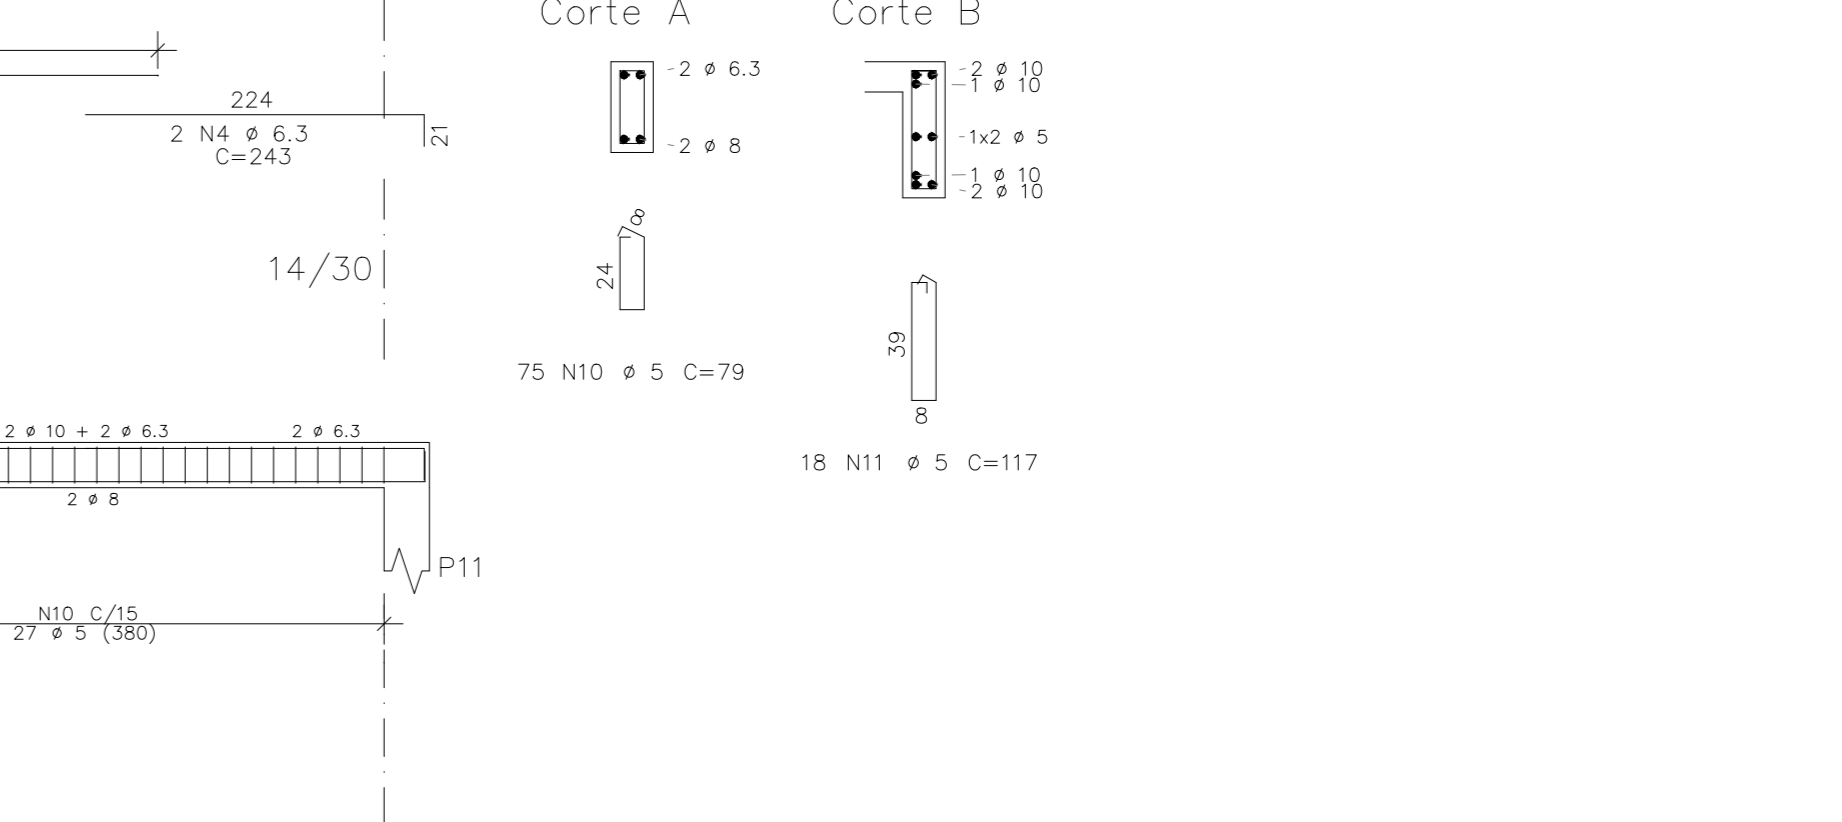 Corte A
Corte B
2 ø 6.3
2 ø 8
2 ø 10
1 ø 10
1x2 ø 5
1 ø 10
2 ø 10
224
2 N4 ø 6.3
C=243
21
14/30
8
24
75 N10 ø 5 C=79
39
8
18 N11 ø 5 C=117
2 ø 10 + 2 ø 6.3
2 ø 6.3
2 ø 8
P11
N10 C/15
27 ø 5 (380)